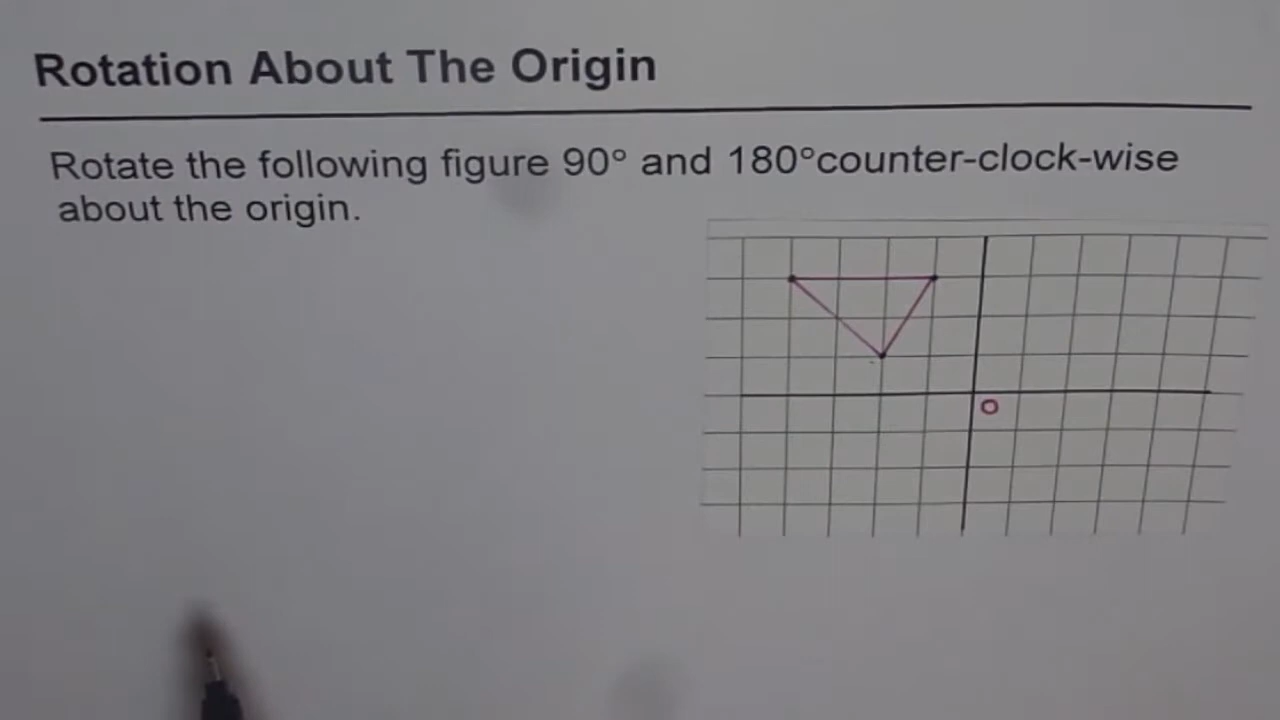 Rotation About The Origin
Rotate the following figure 90° and 180°counter-clock-wise
about the origin.
O